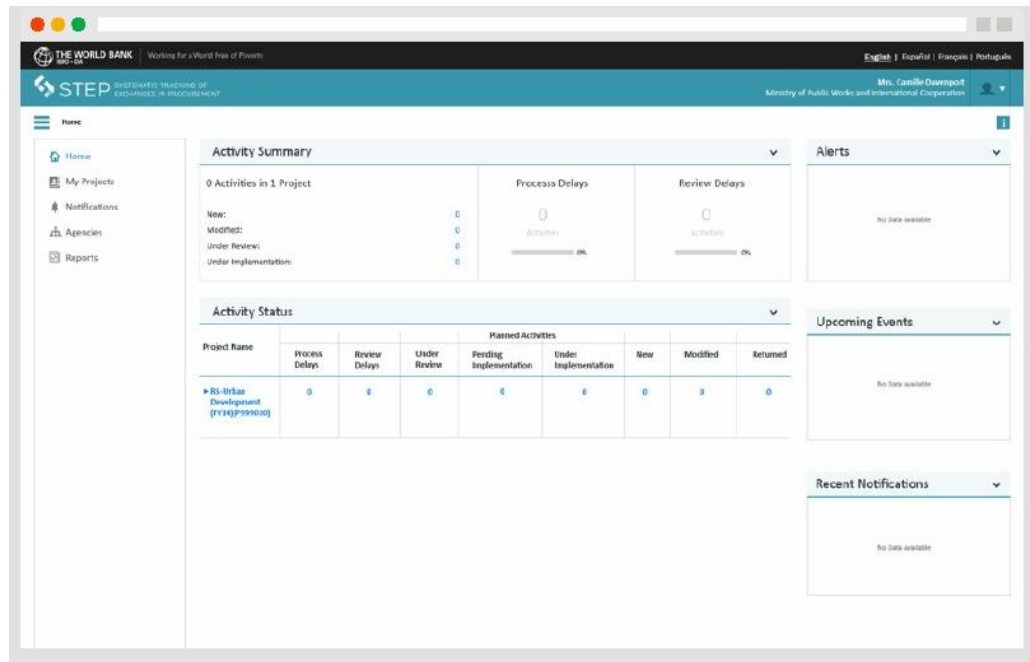 THE WORLD BANK
IBRD • IDA
Working for a World Free of Poverty
English | Español | Français | Português
STEP SYSTEMATIC TRACKING OF
EXCHANGES IN PROCUREMENT
Mrs. Camille Davenport
Ministry of Public Works and International Cooperation
Home
Home
My Projects
Notifications
Agencies
Reports
Activity Summary
0 Activities in 1 Project
New: 0
Modified: 0
Under Review: 0
Under Implementation: 0
Processs Delays
0
Activities
0%
Review Delays
0
Activities
0%
Activity Status
Planned Activities
Project Name
Process
Delays
Review
Delays
Under
Review
Pending
Implementation
Under
Implementation
New
Modified
Returned
RS-Urban
Development
0 0 0 0 0 0 0 0
Alerts
No Data available
Upcoming Events
No Data available
Recent Notifications
No Data available